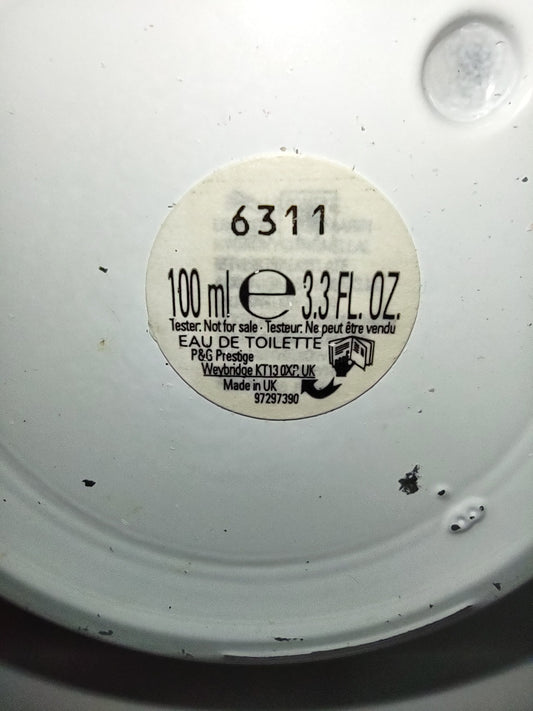 6311
100 ml e 3.3 FL. OZ.
Tester. Not for sale · Testeur. Ne peut être vendu
EAU DE TOILETTE
P&G Prestige
Weybridge KT13 0XP, UK
Made in UK
97297390